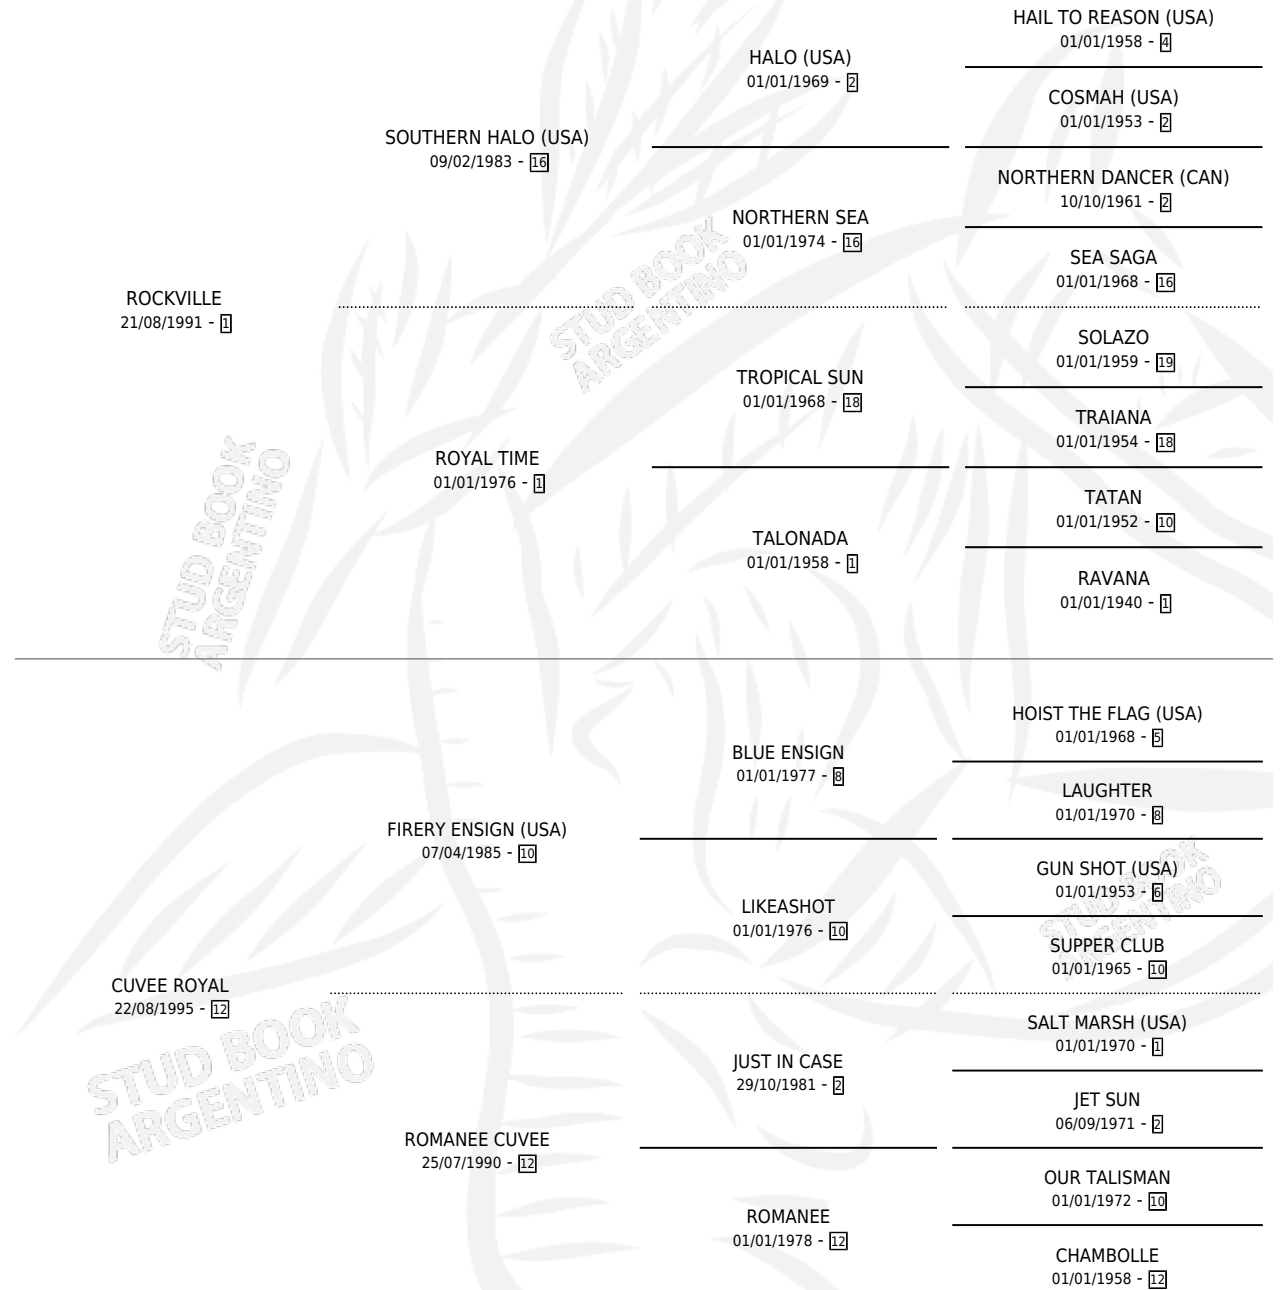 HAIL TO REASON (USA)
01/01/1958 - 4
HALO (USA)
01/01/1969 - 2
COSMAH (USA)
01/01/1953 - 2
SOUTHERN HALO (USA)
09/02/1983 - 16
NORTHERN DANCER (CAN)
10/10/1961 - 2
NORTHERN SEA
01/01/1974 - 16
SEA SAGA
01/01/1968 - 16
ROCKVILLE
21/08/1991 - 1
STUD BOOK
ARGENTINO
SOLAZO
01/01/1959 - 19
TROPICAL SUN
01/01/1968 - 18
TRAIANA
01/01/1954 - 18
ROYAL TIME
01/01/1976 - 1
TATAN
01/01/1952 - 10
TALONADA
01/01/1958 - 1
RAVANA
01/01/1940 - 1
STUD BOOK
ARGENTINO
HOIST THE FLAG (USA)
01/01/1968 - 5
BLUE ENSIGN
01/01/1977 - 8
LAUGHTER
01/01/1970 - 8
FIRERY ENSIGN (USA)
07/04/1985 - 10
GUN SHOT (USA)
01/01/1953 - 6
LIKEASHOT
01/01/1976 - 10
STUD BOOK
ARGENTINO
SUPPER CLUB
01/01/1965 - 10
CUVEE ROYAL
22/08/1995 - 12
SALT MARSH (USA)
01/01/1970 - 1
JUST IN CASE
29/10/1981 - 2
STUD BOOK
ARGENTINO
JET SUN
06/09/1971 - 2
ROMANEE CUVEE
25/07/1990 - 12
OUR TALISMAN
01/01/1972 - 10
ROMANEE
01/01/1978 - 12
CHAMBOLLE
01/01/1958 - 12